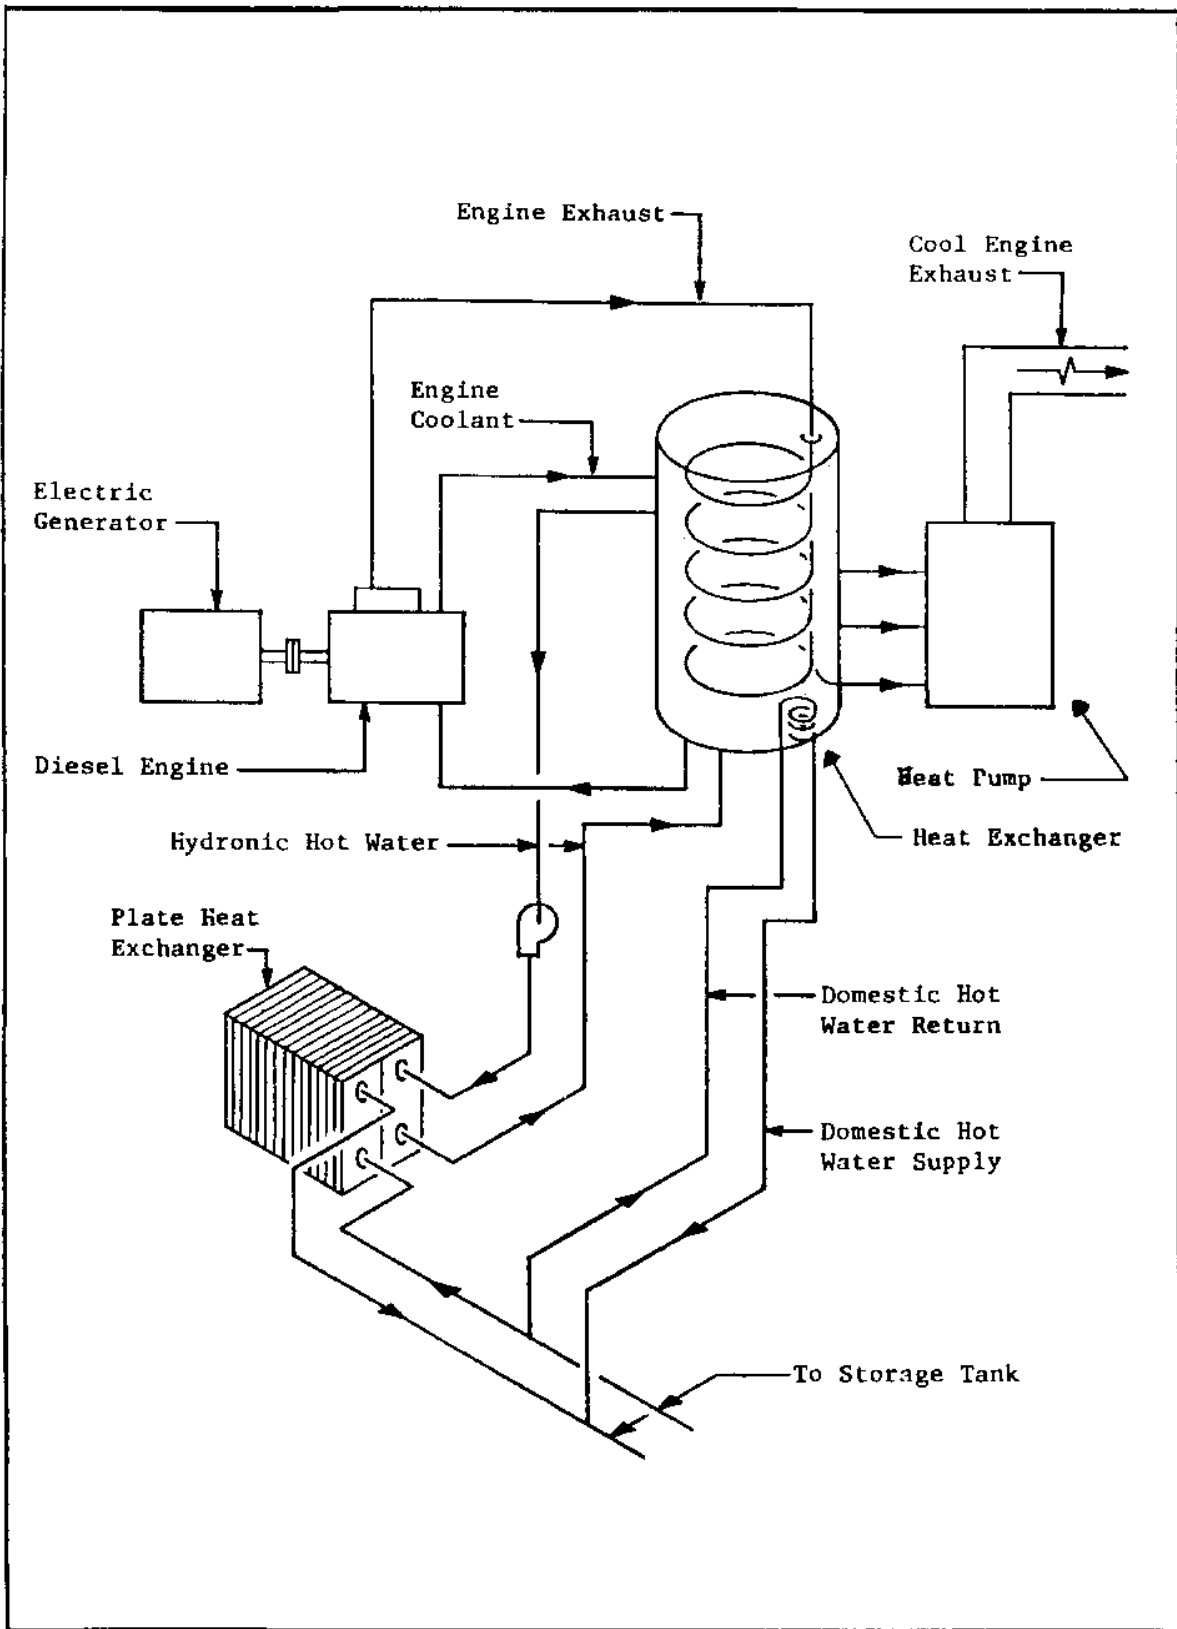 Engine Exhaust
Cool Engine
Exhaust
Engine
Coolant
Electric
Generator
Diesel Engine
Heat Pump
Heat Exchanger
Hydronic Hot Water
Plate Heat
Exchanger
Domestic Hot
Water Return
Domestic Hot
Water Supply
To Storage Tank